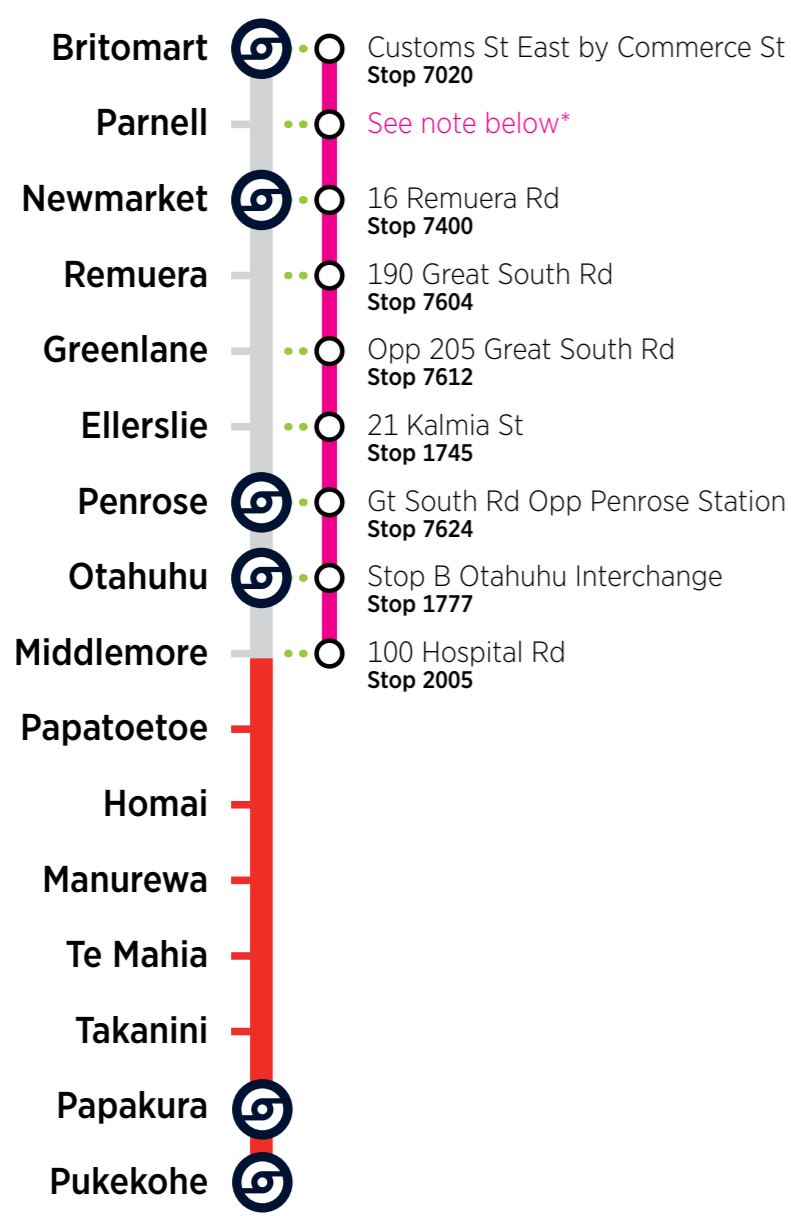 Britomart
Customs St East by Commerce St
Stop 7020
Parnell
See note below*
Newmarket
16 Remuera Rd
Stop 7400
Remuera
190 Great South Rd
Stop 7604
Greenlane
Opp 205 Great South Rd
Stop 7612
Ellerslie
21 Kalmia St
Stop 1745
Penrose
Gt South Rd Opp Penrose Station
Stop 7624
Otahuhu
Stop B Otahuhu Interchange
Stop 1777
Middlemore
100 Hospital Rd
Stop 2005
Papatoetoe
Homai
Manurewa
Te Mahia
Takanini
Papakura
Pukekohe